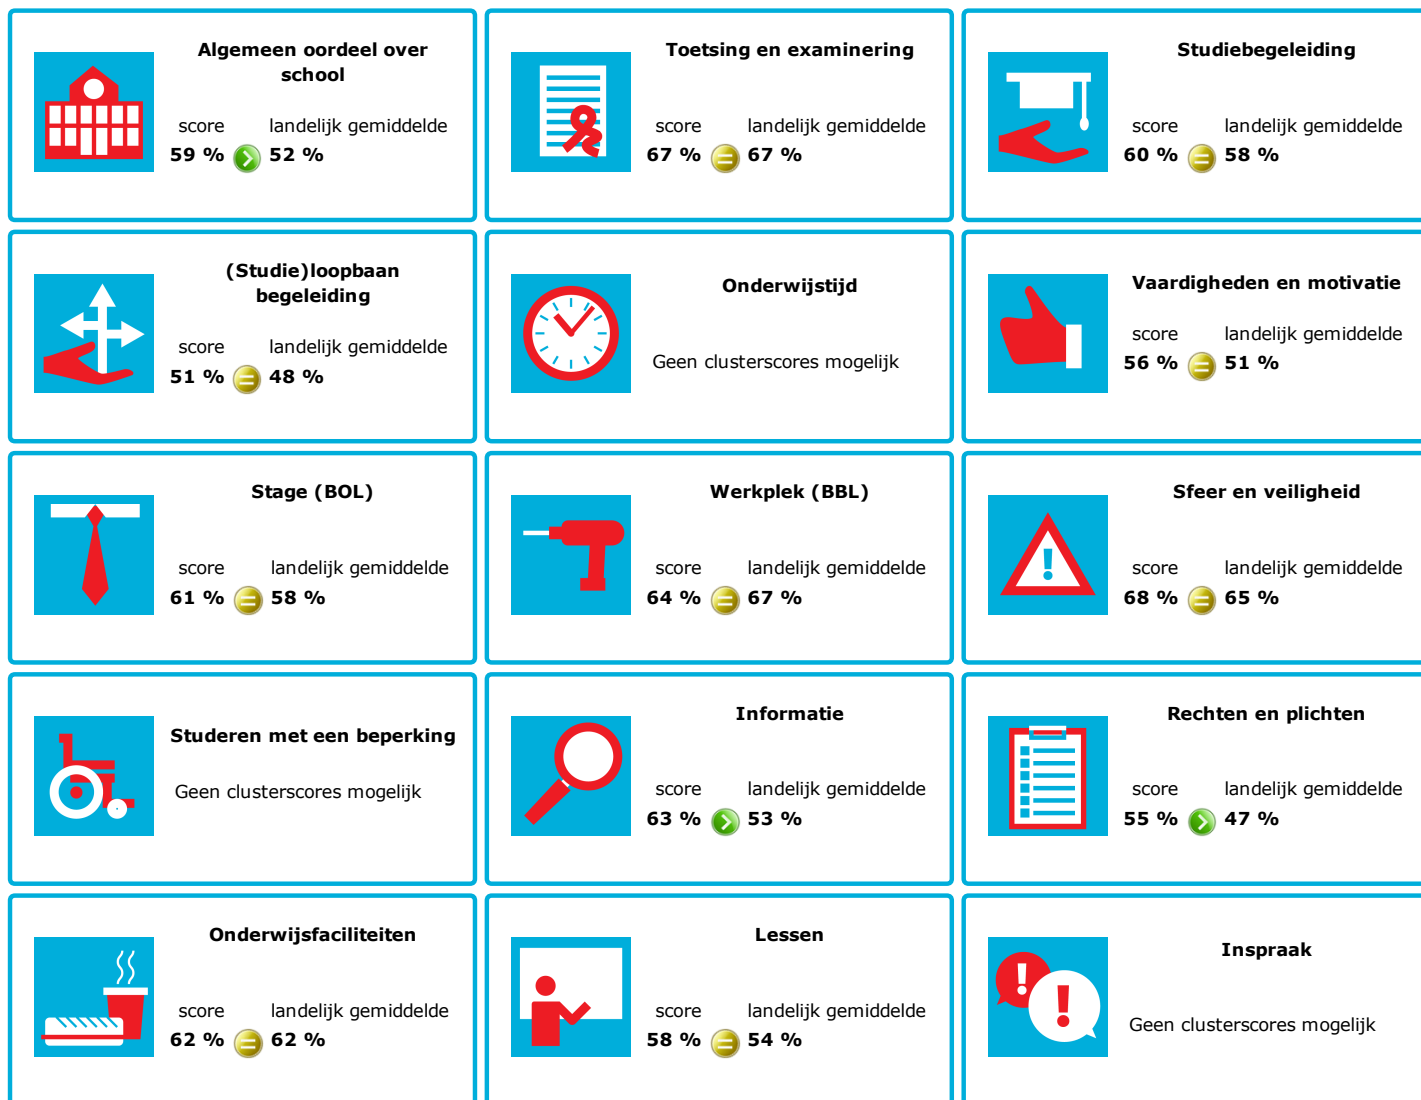 Algemeen oordeel over
school
score landelijk gemiddelde
59 % 52 %
Toetsing en examinering
score landelijk gemiddelde
67 % = 67 %
Studiebegeleiding
score landelijk gemiddelde
60 % = 58 %
(Studie)loopbaan
begeleiding
score landelijk gemiddelde
51 % = 48 %
Onderwijstijd
Geen clusterscores mogelijk
Vaardigheden en motivatie
score landelijk gemiddelde
56 % = 51 %
Stage (BOL)
score landelijk gemiddelde
61 % = 58 %
Werkplek (BBL)
score landelijk gemiddelde
64 % = 67 %
Sfeer en veiligheid
!
score landelijk gemiddelde
68 % = 65 %
Studeren met een beperking
Geen clusterscores mogelijk
Informatie
score landelijk gemiddelde
63 % 53 %
Rechten en plichten
score landelijk gemiddelde
55 % 47 %
Onderwijsfaciliteiten
score landelijk gemiddelde
62 % = 62 %
Lessen
score landelijk gemiddelde
58 % = 54 %
Inspraak
! !
Geen clusterscores mogelijk